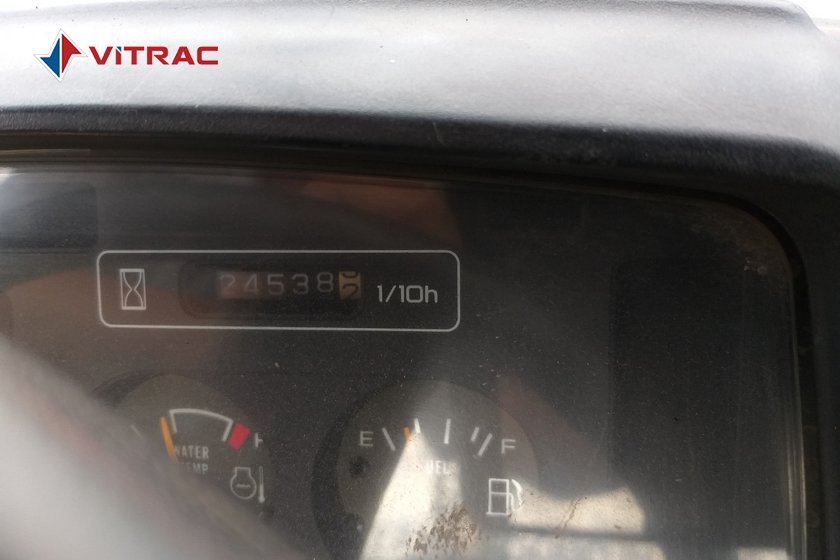 VITRAC
24538 1/10h
H
WATER
TEMP
E F
FUEL